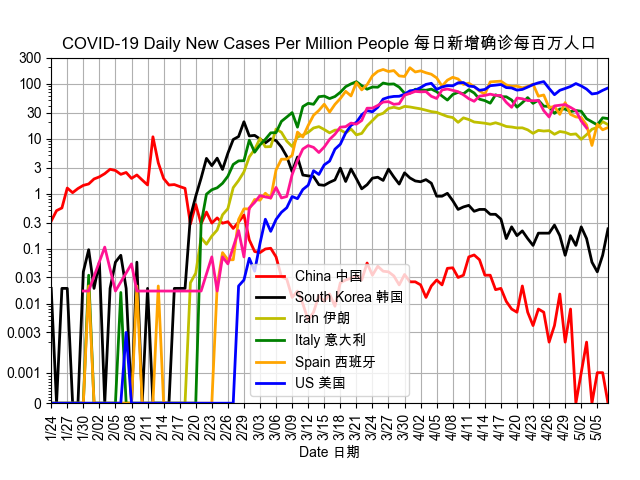 COVID-19 Daily New Cases Per Million People 每日新增确诊每百万人口
300
100
30
10
3
1
0.3
0.1
0.03
0.01
0.003
0.001
0
China 中国
South Korea 韩国
Iran 伊朗
Italy 意大利
Spain 西班牙
US 美国
1/24 1/27 1/30 2/02 2/05 2/08 2/11 2/14 2/17 2/20 2/23 2/26 2/29 3/03 3/06 3/09 3/12 3/15 3/18 3/21 3/24 3/27 3/30 4/02 4/05 4/08 4/11 4/14 4/17 4/20 4/23 4/26 4/29 5/02 5/05
Date 日期